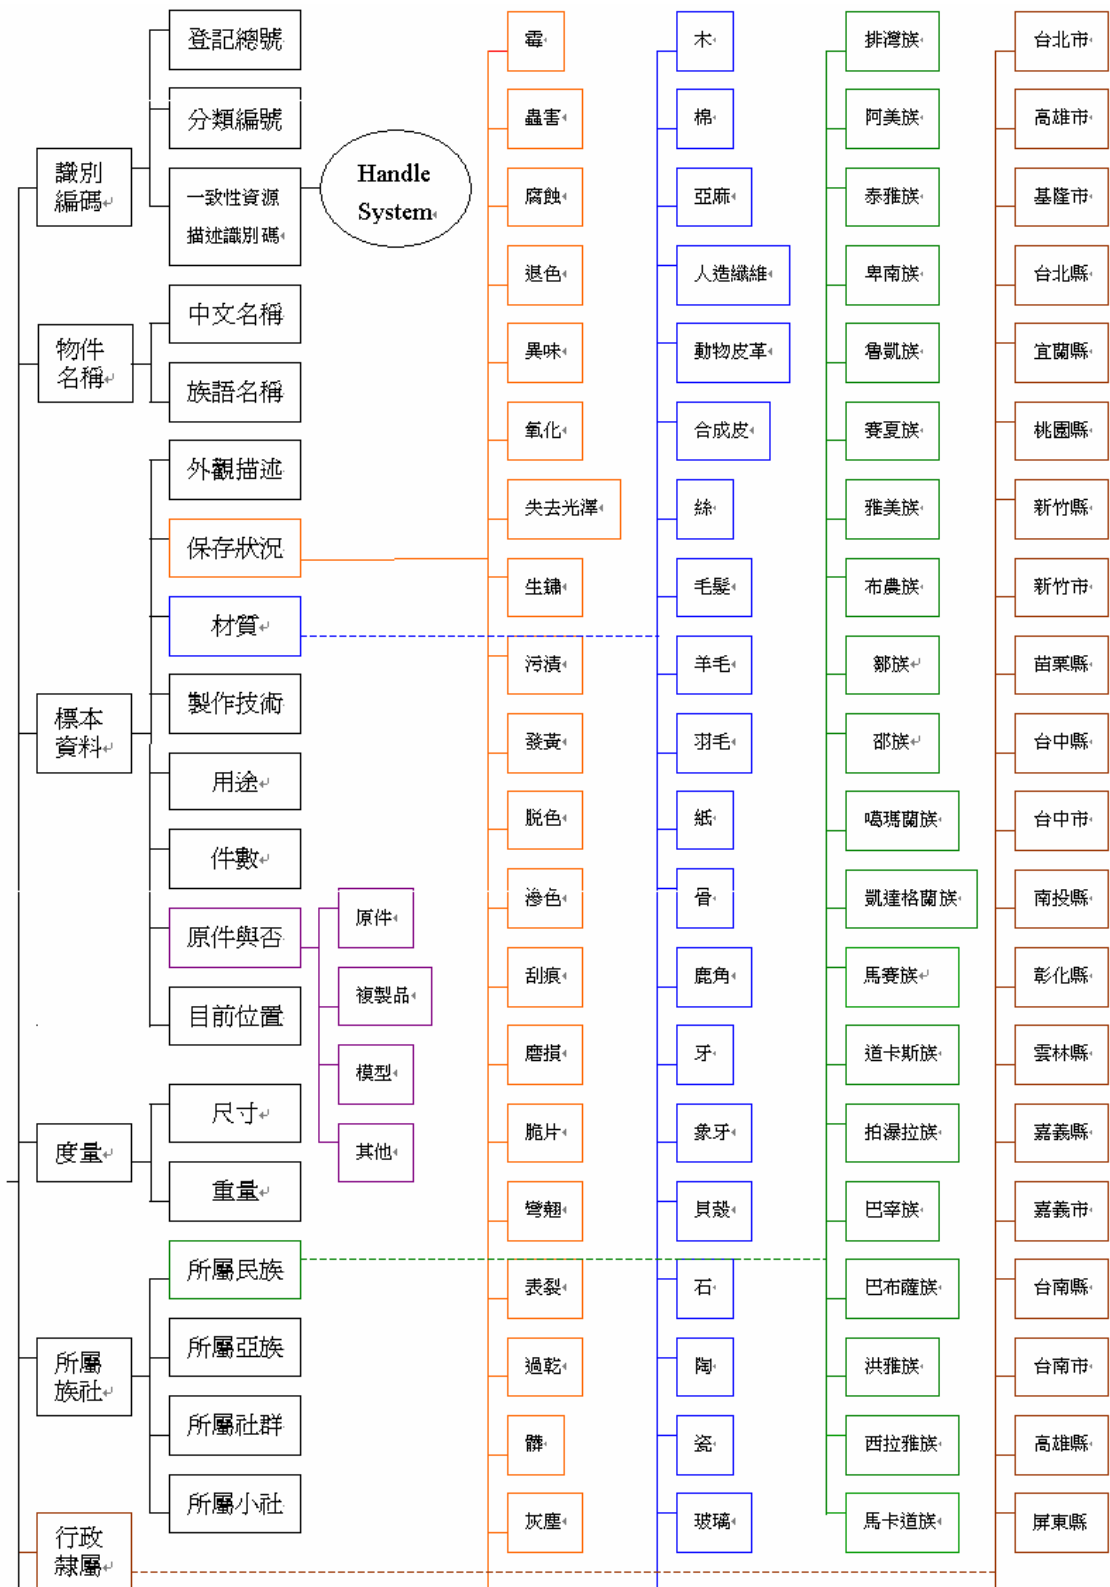 識別
編碼
登記總號
分類編號
一致性資源
描述識別碼
Handle
System
物件
名稱
中文名稱
族語名稱
標本
資料
外觀描述
保存狀況
材質
製作技術
用途
件數
原件與否
目前位置
原件
複製品
模型
其他
度量
尺寸
重量
所屬
族社
所屬民族
所屬亞族
所屬社群
所屬小社
行政
隸屬
霉
蟲害
腐蝕
退色
異味
氧化
失去光澤
生鏽
污漬
發黃
脫色
滲色
刮痕
磨損
脆片
彎翹
表裂
過乾
髒
灰塵
木
棉
亞麻
人造纖維
動物皮革
合成皮
絲
毛髮
羊毛
羽毛
紙
骨
鹿角
牙
象牙
貝殼
石
陶
瓷
玻璃
排灣族
阿美族
泰雅族
卑南族
魯凱族
賽夏族
雅美族
布農族
鄒族
邵族
噶瑪蘭族
凱達格蘭族
馬賽族
道卡斯族
拍瀑拉族
巴宰族
巴布薩族
洪雅族
西拉雅族
馬卡道族
台北市
高雄市
基隆市
台北縣
宜蘭縣
桃園縣
新竹縣
新竹市
苗栗縣
台中縣
台中市
南投縣
彰化縣
雲林縣
嘉義縣
嘉義市
台南縣
台南市
高雄縣
屏東縣